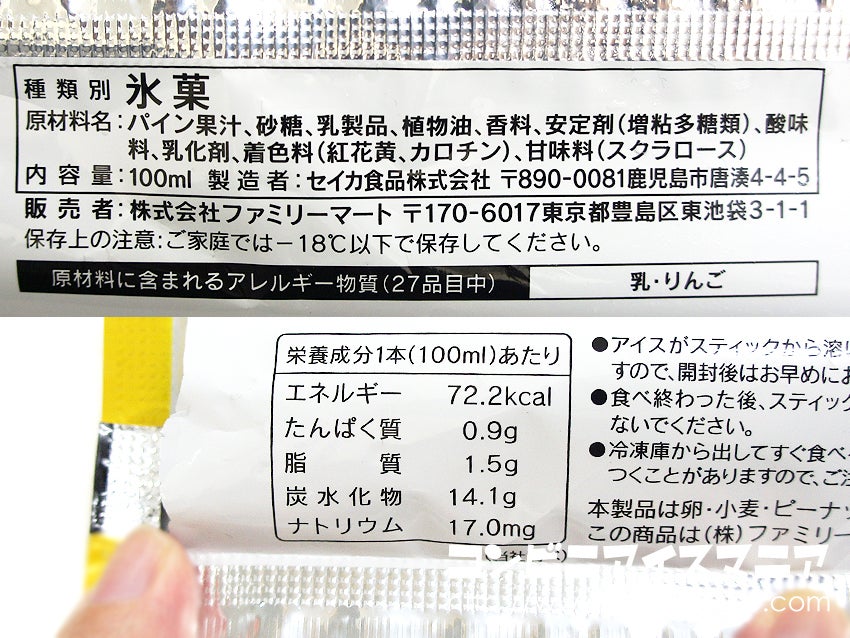 種類別 氷菓
原材料名:パイン果汁、砂糖、乳製品、植物油、香料、安定剤(増粘多糖類)、酸味
料、乳化剤、着色料(紅花黄、カロチン)、甘味料(スクラロース)
内容量:100ml 製造者:セイカ食品株式会社 〒890-0081鹿児島市唐湊4-4-5
販売者:株式会社ファミリーマート 〒170-6017東京都豊島区東池袋3-1-1
保存上の注意:ご家庭では-18℃以下で保存してください。
原材料に含まれるアレルギー物質(27品目中) 乳・りんご
栄養成分1本(100ml)あたり
エネルギー 72.2kcal
たんぱく質 0.9g
脂質 1.5g
炭水化物 14.1g
ナトリウム 17.0mg
●アイスがスティックから溶
すので、開封後はお早めにお
●食べ終わった後、スティック
ないでください。
●冷凍庫から出してすぐ食べ
つくことがありますので、ご
本製品は卵・小麦・ピーナッ
この商品は(株)ファミリー
コンビニアイスマニア
.com